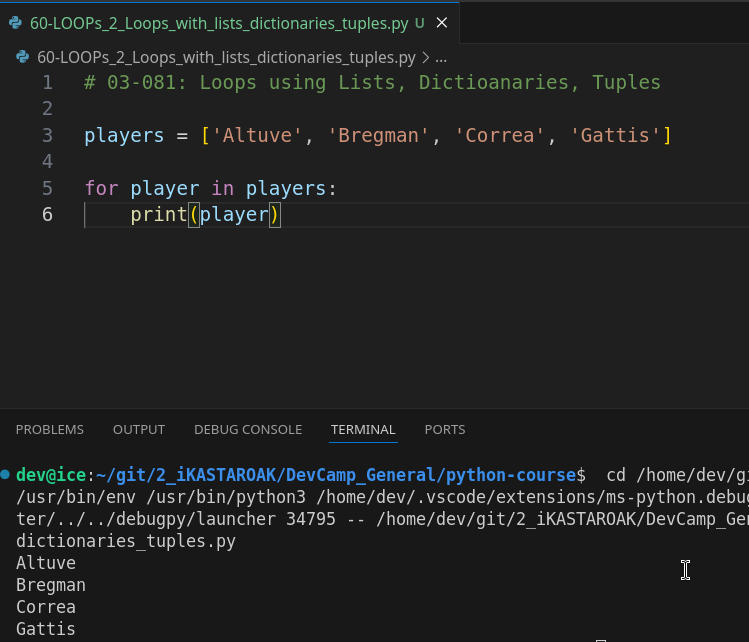 60-LOOPs_2_Loops_with_lists_dictionaries_tuples.py U
60-LOOPs_2_Loops_with_lists_dictionaries_tuples.py > ...
1 # 03-081: Loops using Lists, Dictioanaries, Tuples
2
3 players = ['Altuve', 'Bregman', 'Correa', 'Gattis']
4
5 for player in players:
6     print(player)
PROBLEMS OUTPUT DEBUG CONSOLE TERMINAL PORTS
dev@ice:~/git/2_iKASTAROAK/DevCamp_General/python-course$  cd /home/dev/gi
/usr/bin/env /usr/bin/python3 /home/dev/.vscode/extensions/ms-python.debug
ter/../../debugpy/launcher 34795 -- /home/dev/git/2_iKASTAROAK/DevCamp_Gen
dictionaries_tuples.py
Altuve
Bregman
Correa
Gattis